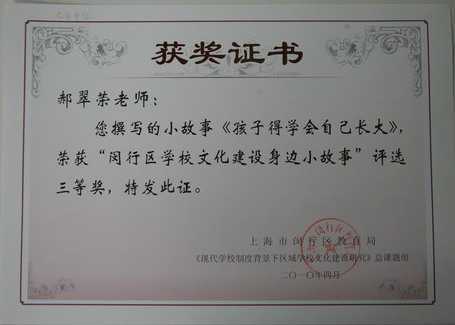 获奖证书
郝翠荣老师：
您撰写的小故事《孩子得学会自己长大》，
荣获“闵行区学校文化建设身边小故事”评选
三等奖，特发此证。
上海市闵行区教育局
《现代学校制度背景下区域学校文化建设研究》总课题组
二〇一〇年四月